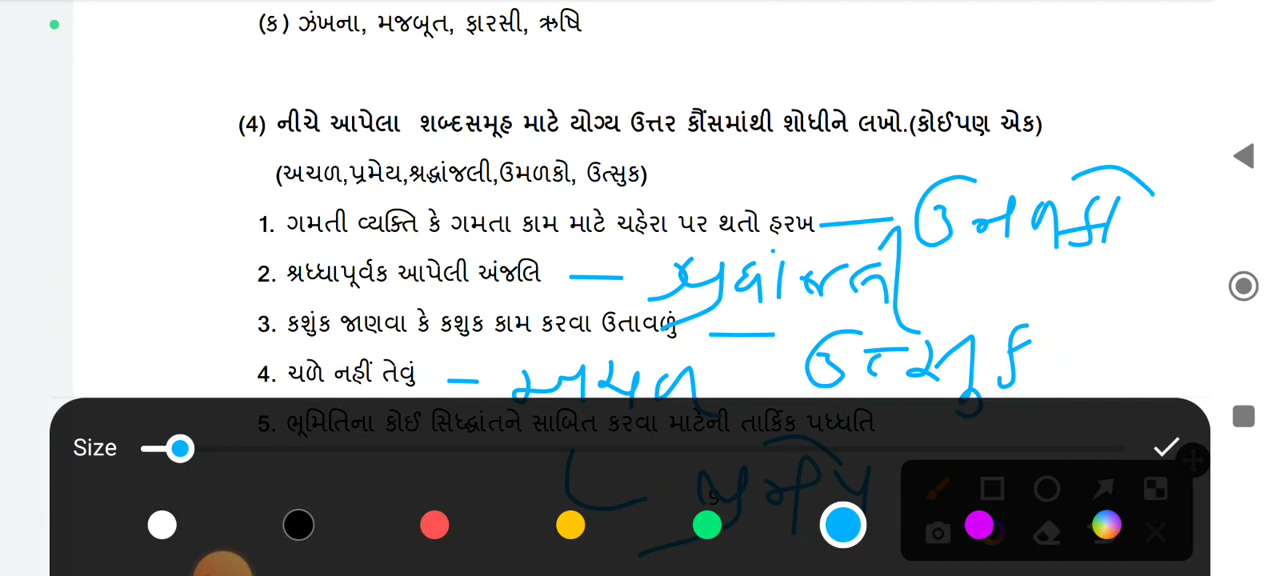 (ક) ઝંખના, મજબૂત, ફારસી, ઋષિ
(4) નીચે આપેલા શબ્દસમૂહ માટે યોગ્ય ઉત્તર કૌંસમાંથી શોધીને લખો.(કોઈપણ એક)
(અચળ,પ્રમેય,શ્રદ્ધાંજલી,ઉમળકો, ઉત્સુક)
1. ગમતી વ્યક્તિ કે ગમતા કામ માટે ચહેરા પર થતો હરખ — ઉમળકો
2. શ્રધ્ધાપૂર્વક આપેલી અંજલિ — શ્રધાંજલી
3. કશુંક જાણવા કે કશુક કામ કરવા ઉતાવળું — ઉત્સુક
4. ચળે નહીં તેવું – અચળ
5. ભૂમિતિના કોઈ સિધ્ધાંતને સાબિત કરવા માટેની તાર્કિક પધ્ધતિ
Size
પ્રમેય
5